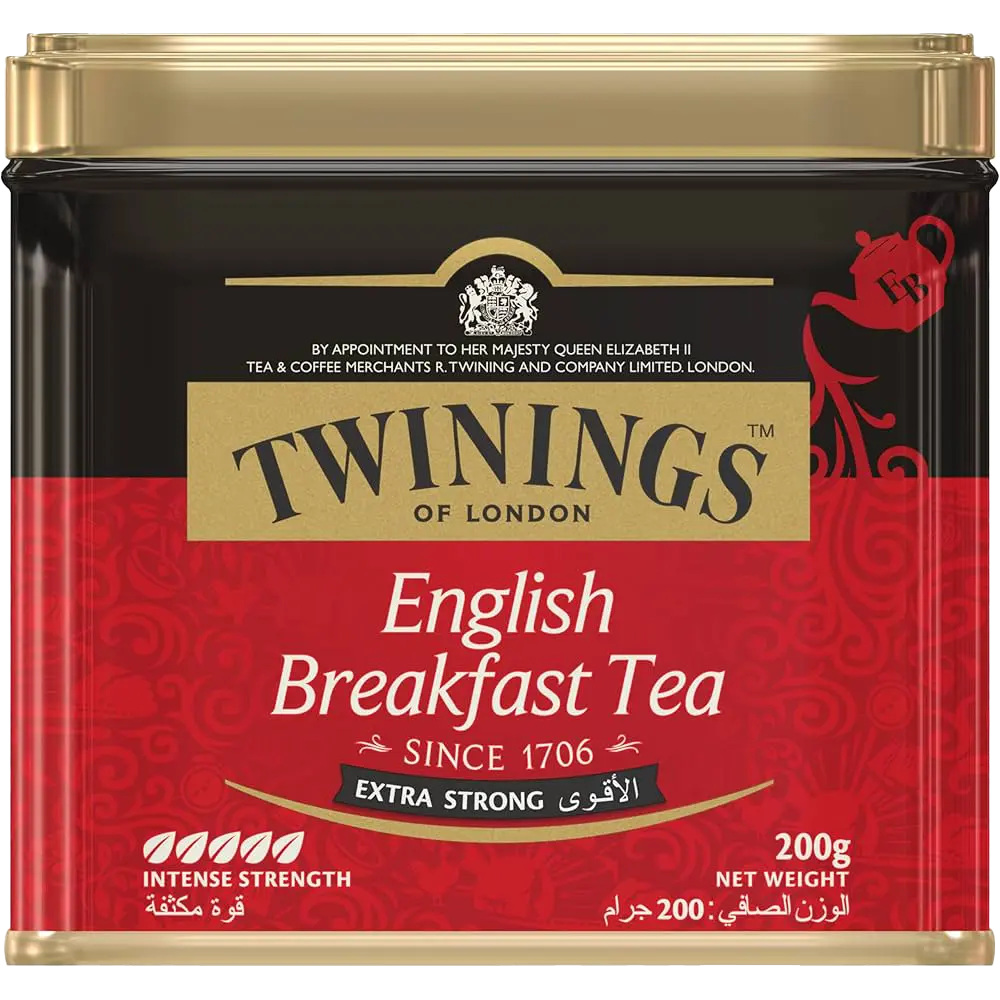 EB
BY APPOINTMENT TO HER MAJESTY QUEEN ELIZABETH II
TEA & COFFEE MERCHANTS R. TWINING AND COMPANY LIMITED. LONDON.
TWININGS™
OF LONDON
English
Breakfast Tea
SINCE 1706
EXTRA STRONG الأقوى
INTENSE STRENGTH
قوة مكثفة
200g
NET WEIGHT
الوزن الصافي: 200 جرام